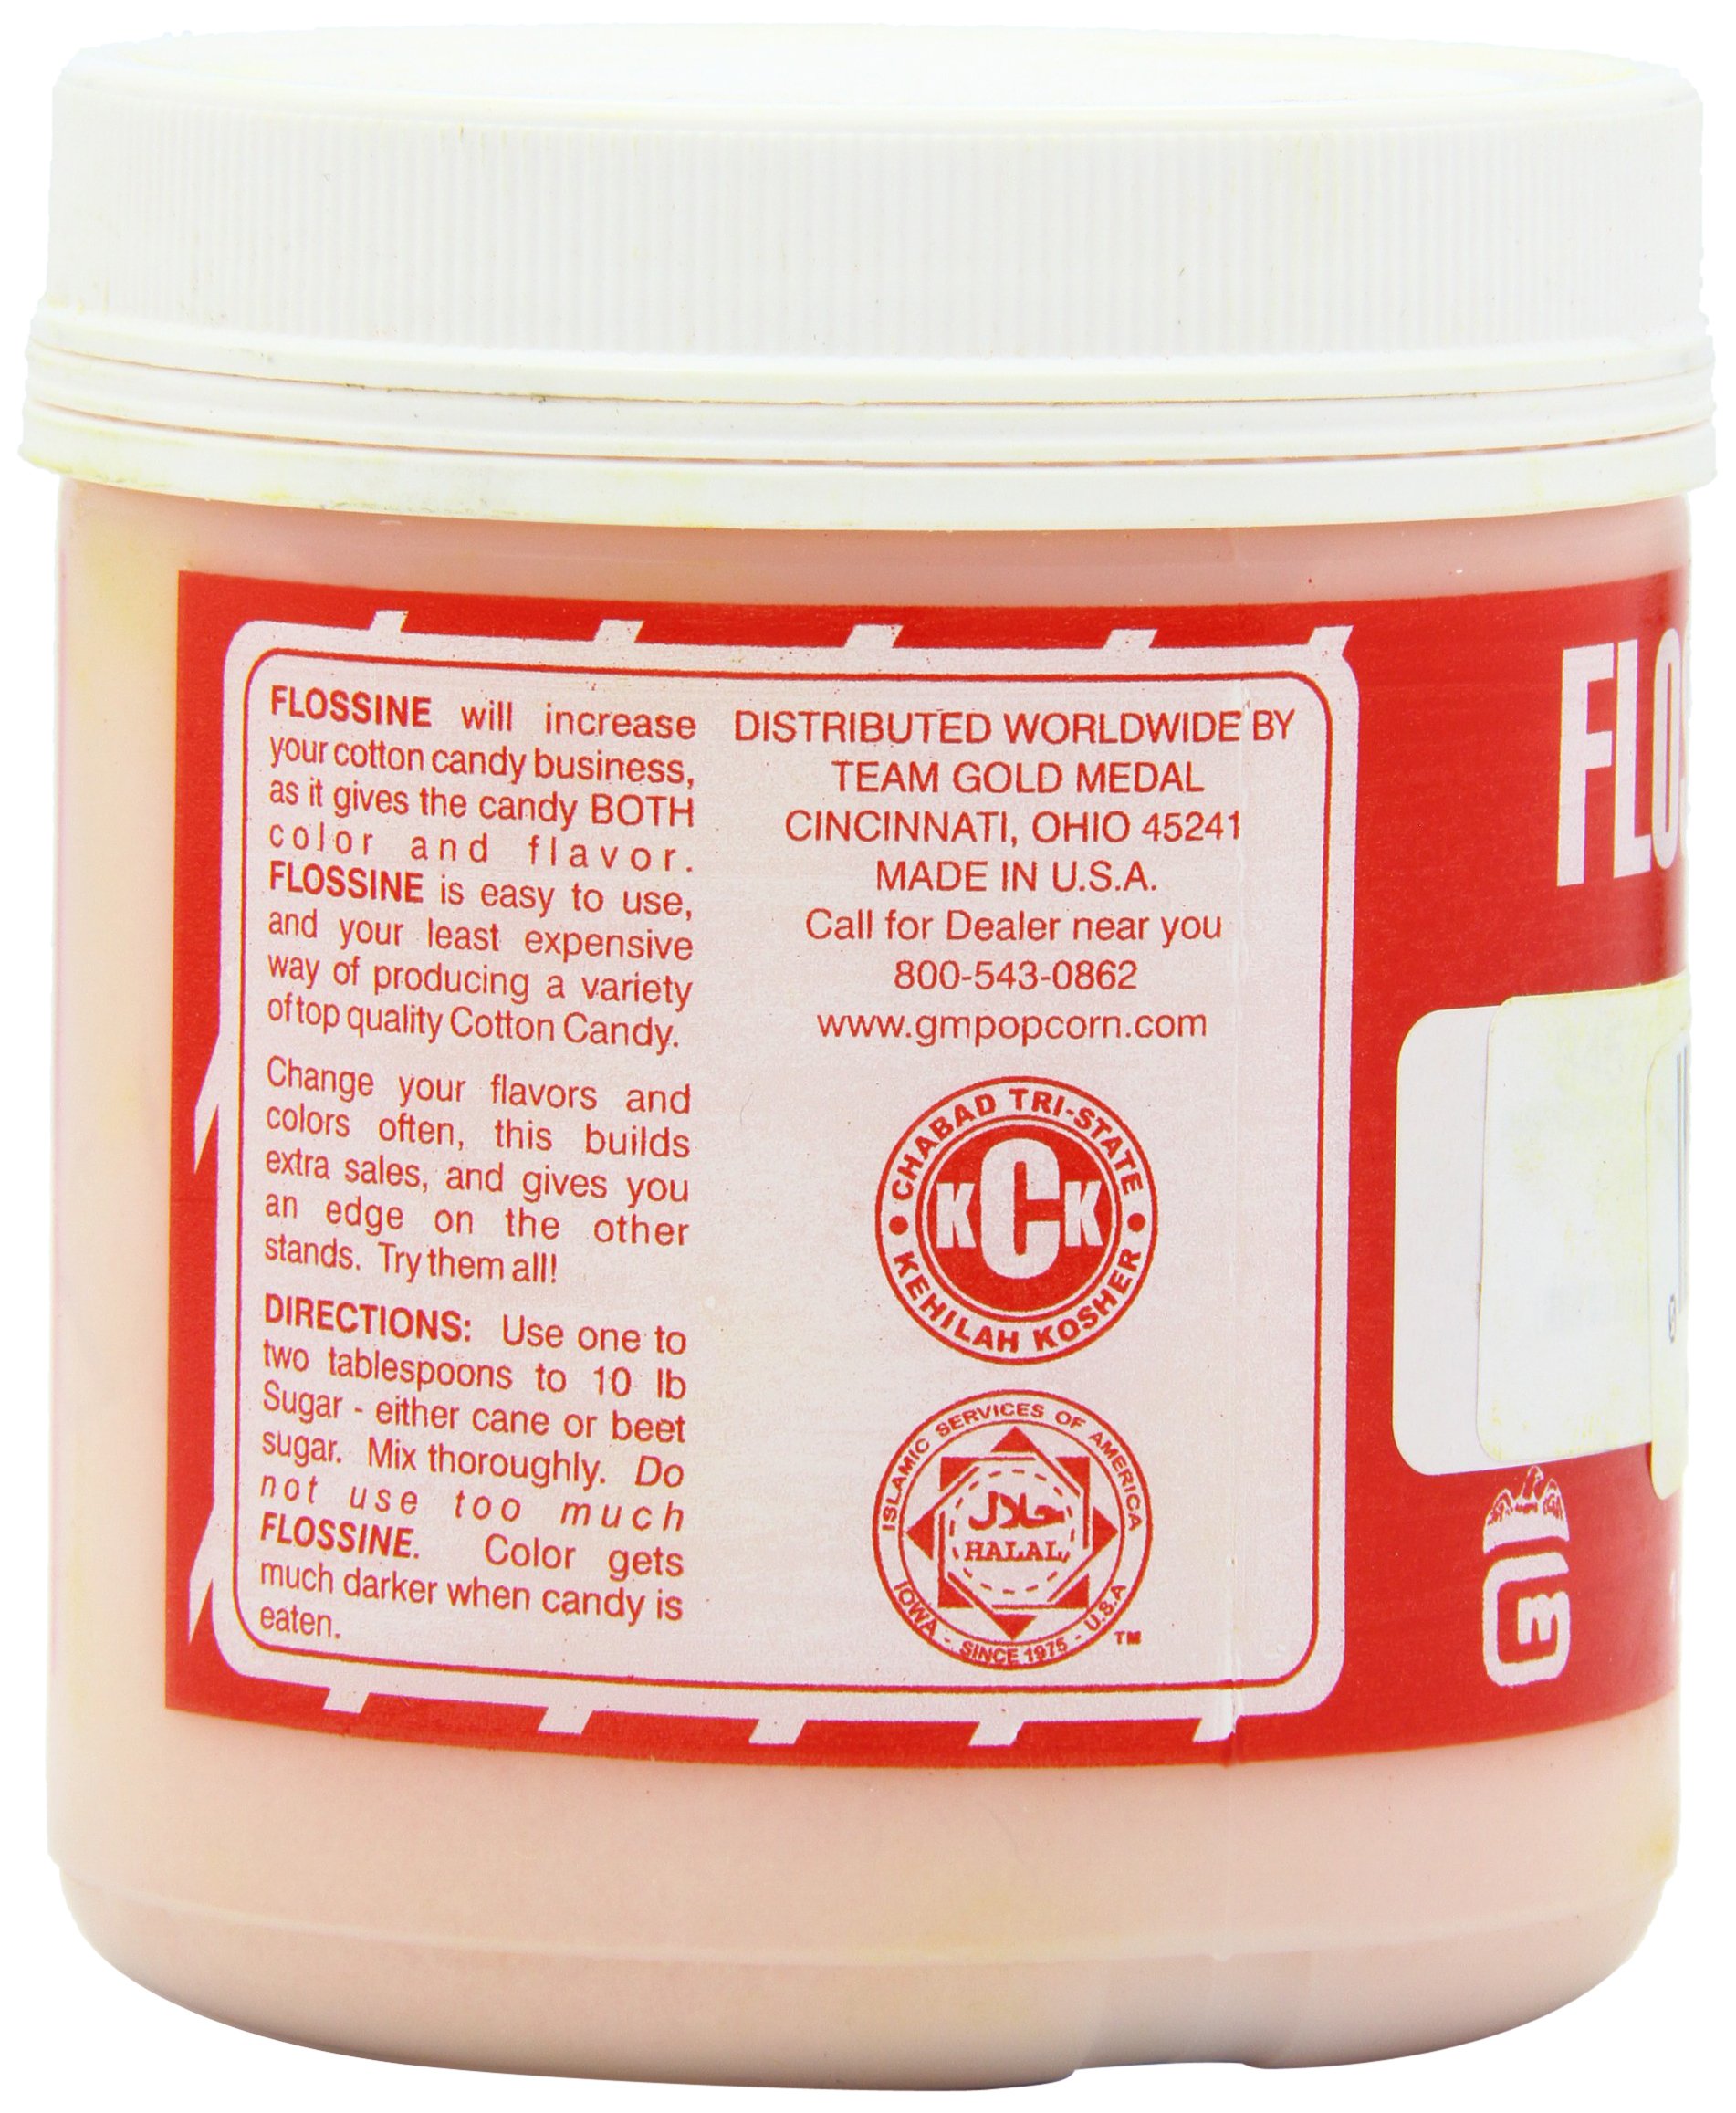 FLOSSINE will increase
your cotton candy business,
as it gives the candy BOTH
color and flavor.
FLOSSINE is easy to use,
and your least expensive
way of producing a variety
of top quality Cotton Candy.
Change your flavors and
colors often, this builds
extra sales, and gives you
an edge on the other
stands. Try them all!
DIRECTIONS: Use one to
two tablespoons to 10 lb
Sugar - either cane or beet
sugar. Mix thoroughly. Do
not use too much
FLOSSINE. Color gets
much darker when candy is
eaten.
DISTRIBUTED WORLDWIDE BY
TEAM GOLD MEDAL
CINCINNATI, OHIO 45241
MADE IN U.S.A.
Call for Dealer near you
800-543-0862
www.gmpopcorn.com
CHABAD TRI-STATE
KCK
KEHILAH KOSHER
ISLAMIC SERVICES OF AMERICA
حلال
HALAL
IOWA - SINCE 1975 - U.S.A
TM